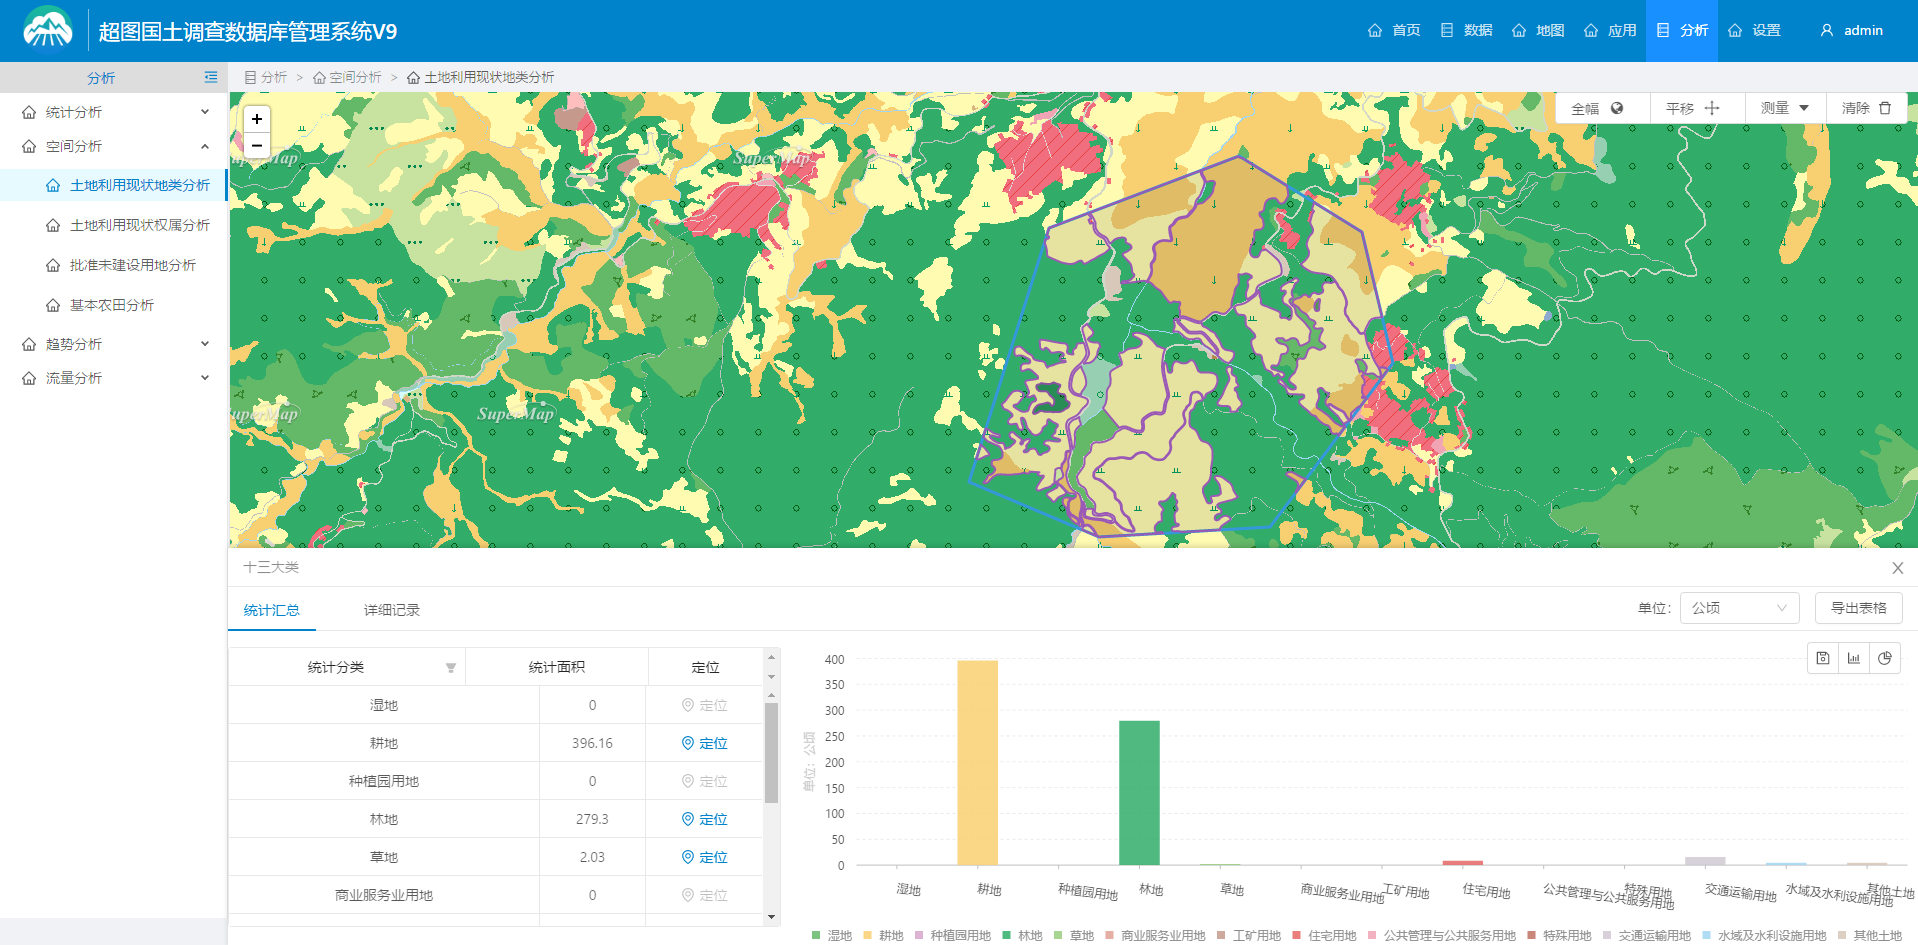 超图国土调查数据库管理系统V9
首页 数据 地图 应用 分析 设置 admin
分析
分析 > 空间分析 > 土地利用现状地类分析
统计分析
空间分析
土地利用现状地类分析
土地利用现状权属分析
批准未建设用地分析
基本农田分析
趋势分析
流量分析
+
−
全幅 平移 测量 清除
uperMap
SuperMap
uperMap
SuperMap
十三大类
统计汇总 详细记录
单位: 公顷 导出表格
统计分类 统计面积 定位
湿地 0 定位
耕地 396.16 定位
种植园用地 0 定位
林地 279.3 定位
草地 2.03 定位
商业服务业用地 0 定位
单位: 公顷
400
350
300
250
200
150
100
50
0
湿地 耕地 种植园用地 林地 草地 商业服务业用地 工矿用地 住宅用地 公共管理与公共服务用地 特殊用地 交通运输用地 水域及水利设施用地 其他土地
湿地 耕地 种植园用地 林地 草地 商业服务业用地 工矿用地 住宅用地 公共管理与公共服务用地 特殊用地 交通运输用地 水域及水利设施用地 其他土地